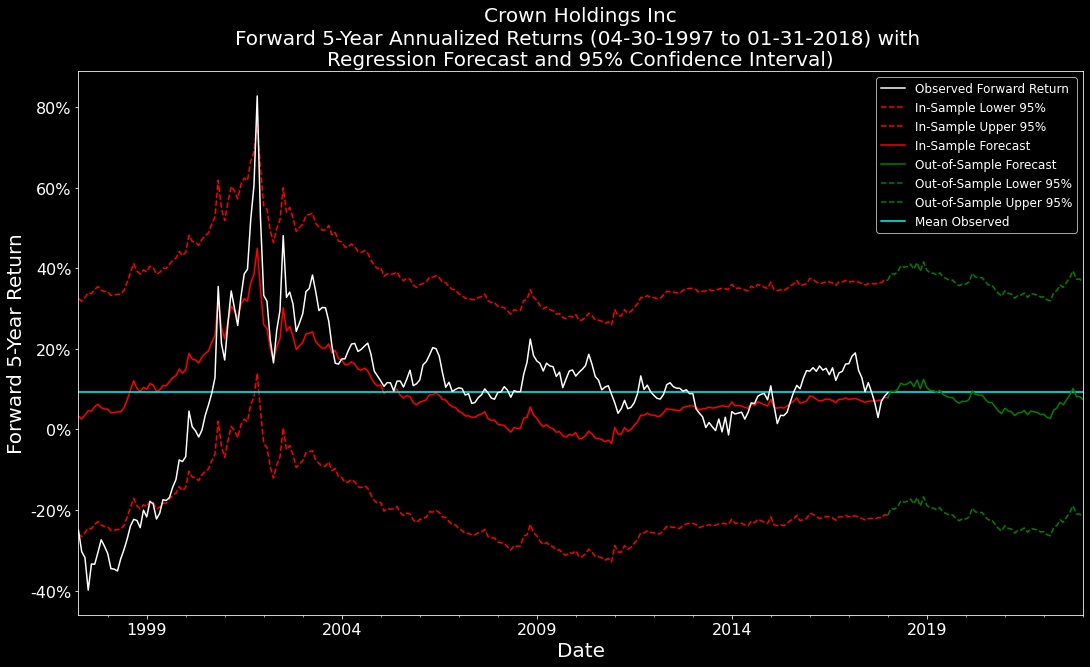 Crown Holdings Inc
Forward 5-Year Annualized Returns (04-30-1997 to 01-31-2018) with
Regression Forecast and 95% Confidence Interval)
Observed Forward Return
In-Sample Lower 95%
In-Sample Upper 95%
In-Sample Forecast
Out-of-Sample Forecast
Out-of-Sample Lower 95%
Out-of-Sample Upper 95%
Mean Observed
Forward 5-Year Return
80%
60%
40%
20%
0%
-20%
-40%
1999
2004
2009
2014
2019
Date